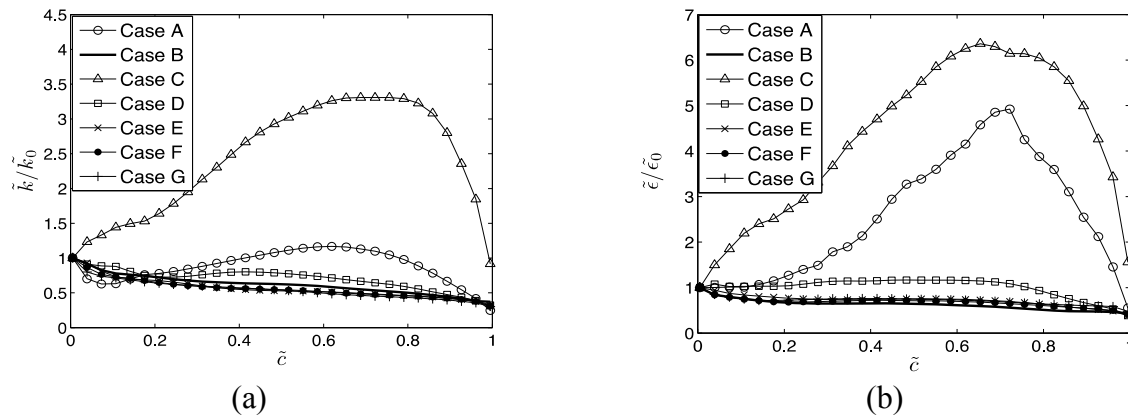 4.5
4
3.5
3
2.5
2
1.5
1
0.5
0
k̃/k̃₀
Case A
Case B
Case C
Case D
Case E
Case F
Case G
0 0.2 0.4 0.6 0.8 1
c̃
(a)
7
6
5
4
3
2
1
0
ϵ̃/ϵ̃₀
Case A
Case B
Case C
Case D
Case E
Case F
Case G
0 0.2 0.4 0.6 0.8 1
c̃
(b)